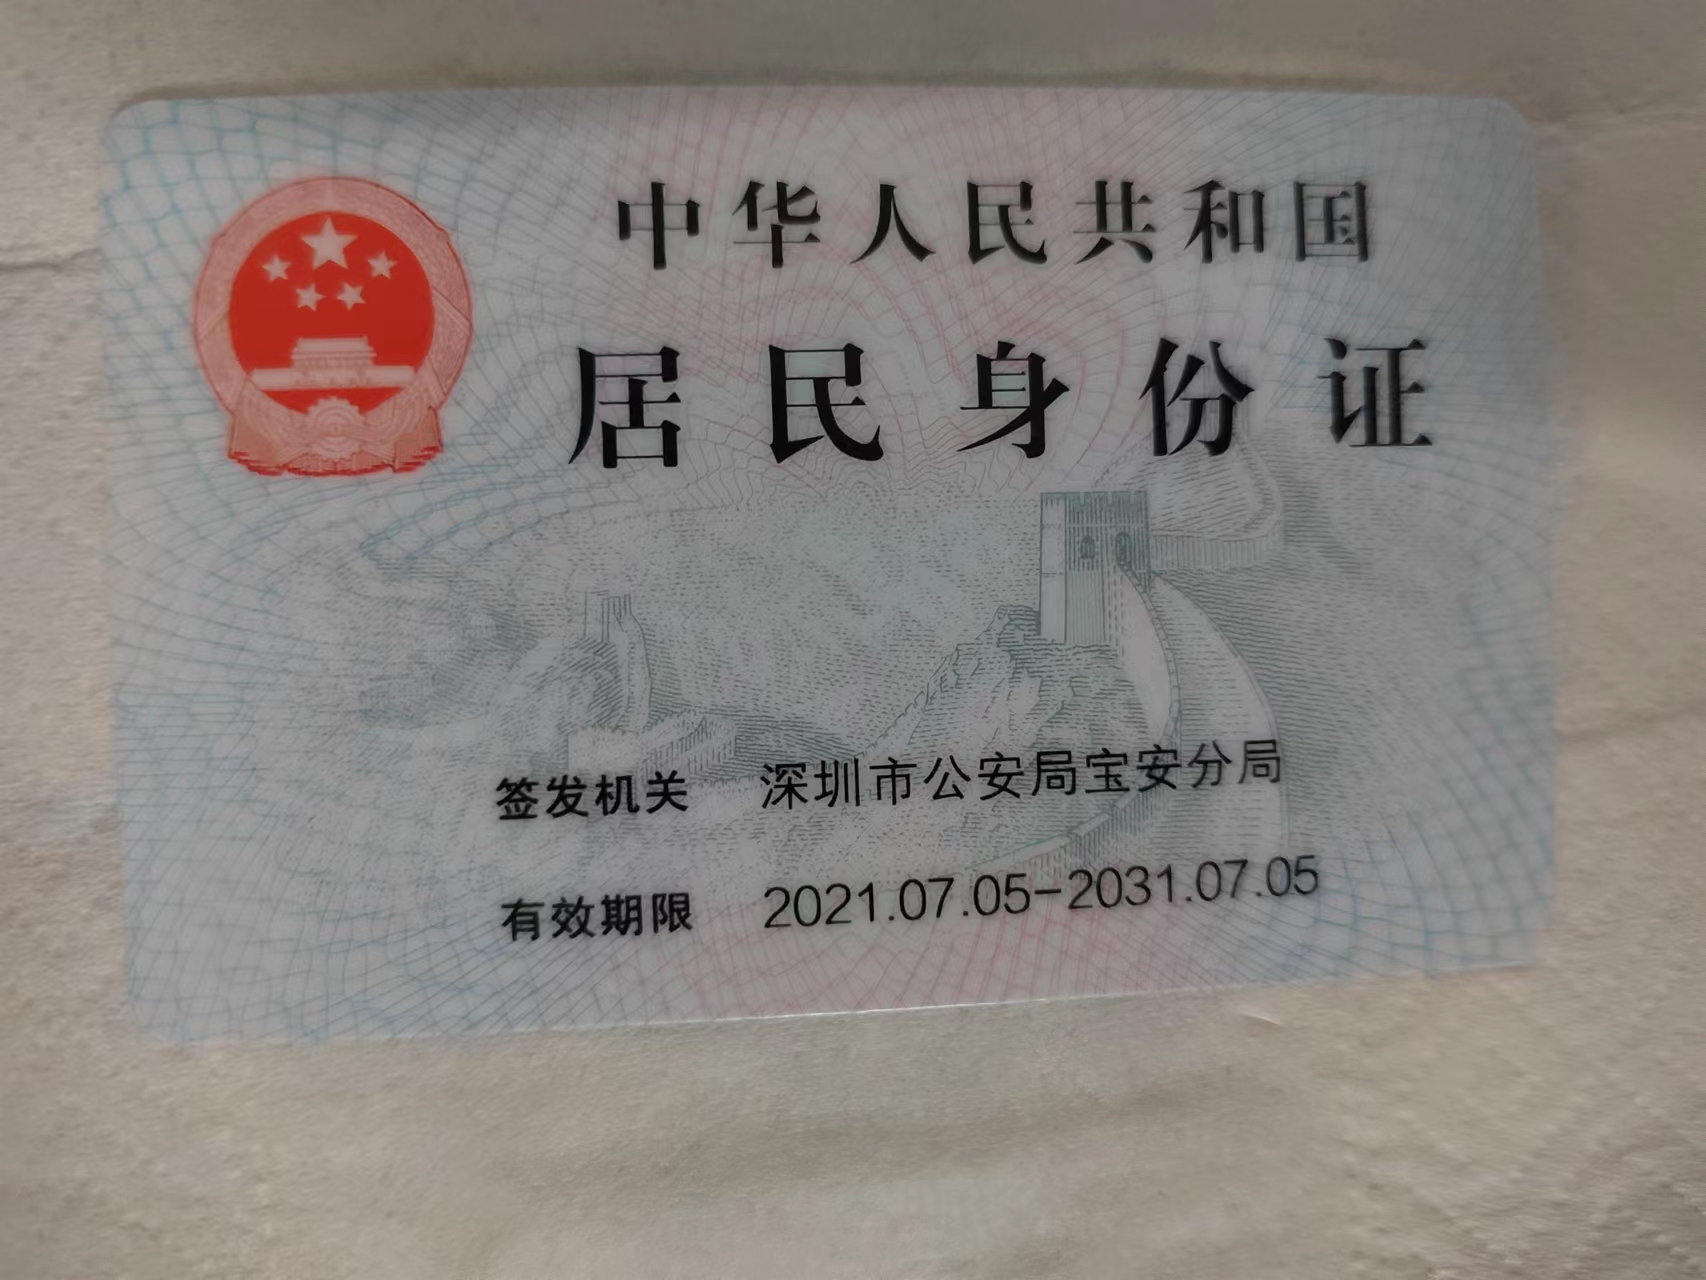 中华人民共和国
居民身份证
签发机关 深圳市公安局宝安分局
有效期限 2021.07.05-2031.07.05